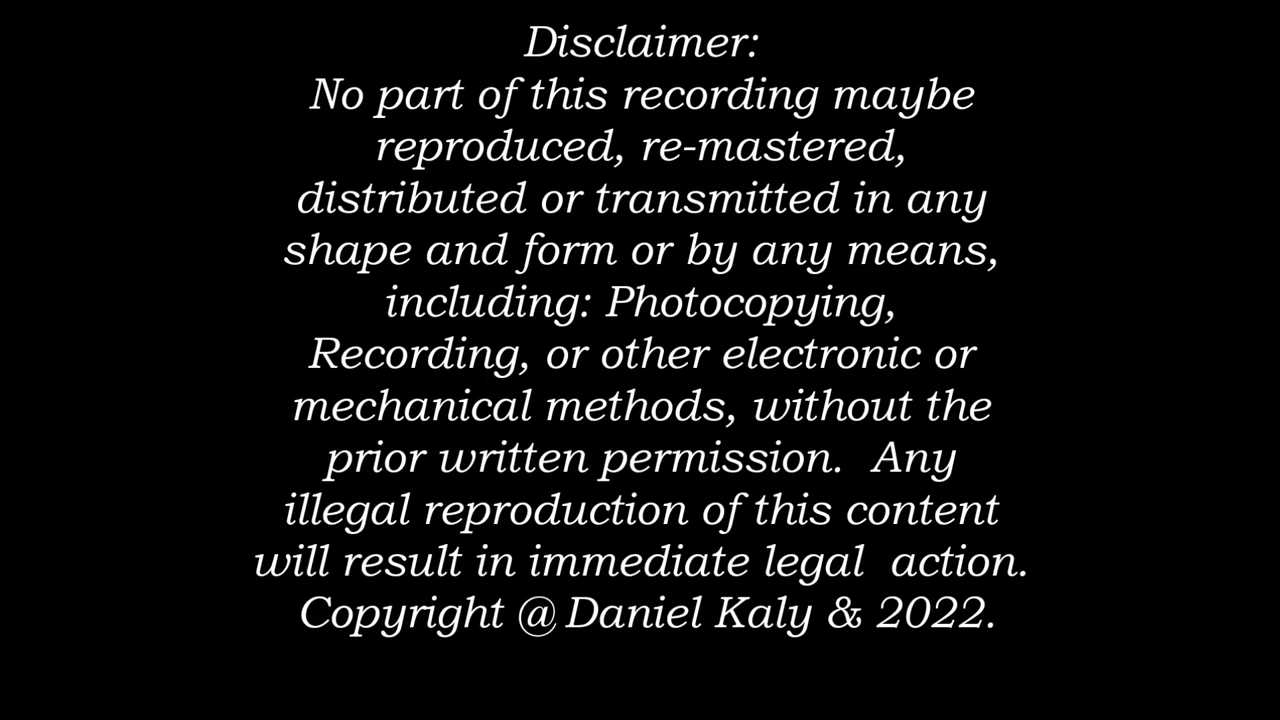 Disclaimer:
No part of this recording maybe
reproduced, re-mastered,
distributed or transmitted in any
shape and form or by any means,
including: Photocopying,
Recording, or other electronic or
mechanical methods, without the
prior written permission.  Any
illegal reproduction of this content
will result in immediate legal  action.
Copyright @ Daniel Kaly & 2022.